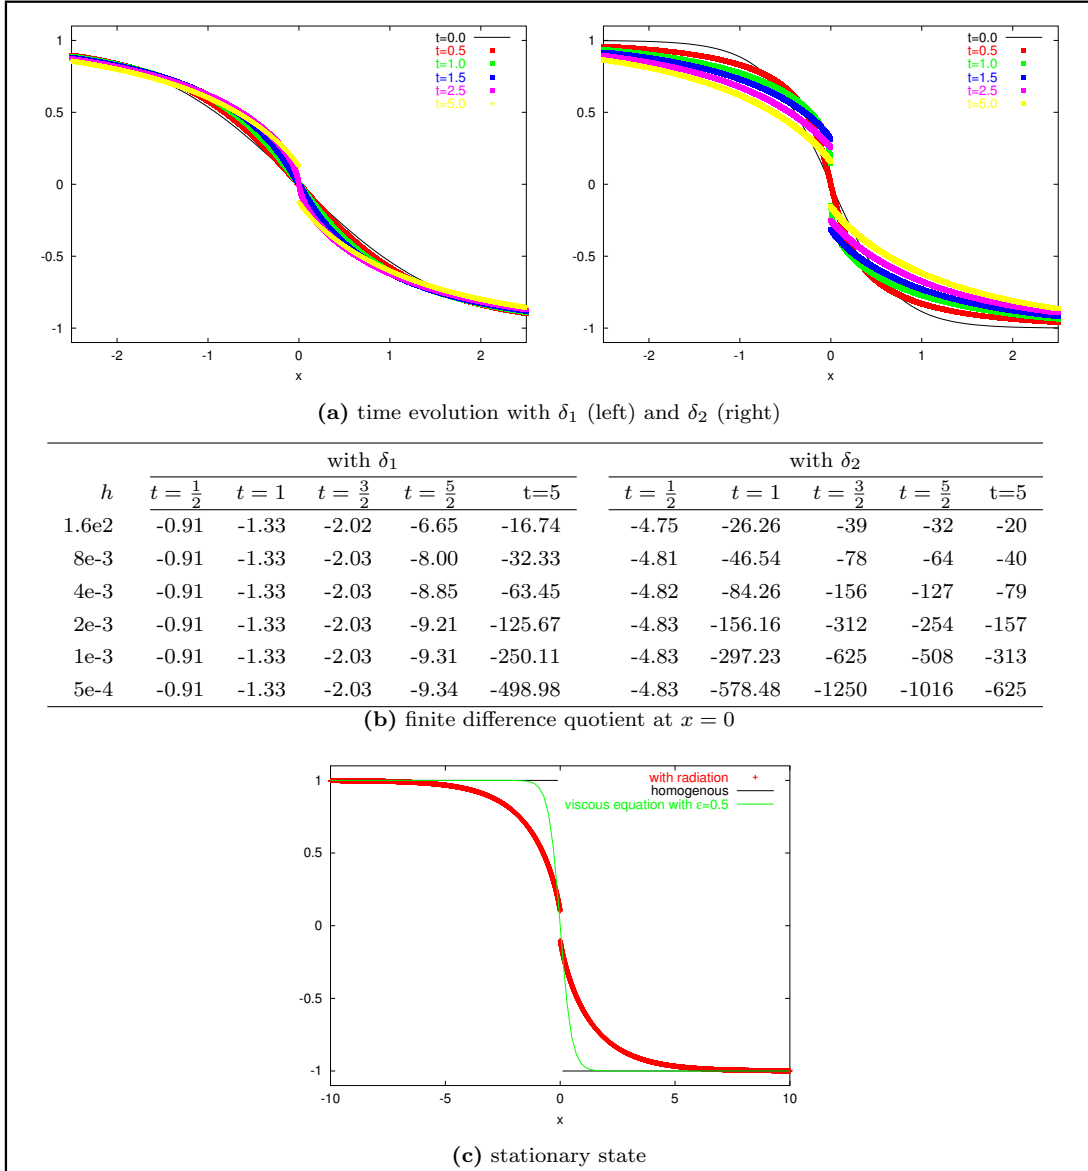 1
0.5
0
-0.5
-1
-2 -1 0 1 2
x
t=0.0
t=0.5
t=1.0
t=1.5
t=2.5
t=5.0
1
0.5
0
-0.5
-1
-2 -1 0 1 2
x
t=0.0
t=0.5
t=1.0
t=1.5
t=2.5
t=5.0
(a) time evolution with δ₁ (left) and δ₂ (right)
with δ₁ with δ₂
h t = 1/2 t = 1 t = 3/2 t = 5/2 t=5 t = 1/2 t = 1 t = 3/2 t = 5/2 t=5
1.6e2 -0.91 -1.33 -2.02 -6.65 -16.74 -4.75 -26.26 -39 -32 -20
8e-3 -0.91 -1.33 -2.03 -8.00 -32.33 -4.81 -46.54 -78 -64 -40
4e-3 -0.91 -1.33 -2.03 -8.85 -63.45 -4.82 -84.26 -156 -127 -79
2e-3 -0.91 -1.33 -2.03 -9.21 -125.67 -4.83 -156.16 -312 -254 -157
1e-3 -0.91 -1.33 -2.03 -9.31 -250.11 -4.83 -297.23 -625 -508 -313
5e-4 -0.91 -1.33 -2.03 -9.34 -498.98 -4.83 -578.48 -1250 -1016 -625
(b) finite difference quotient at x = 0
1
0.5
0
-0.5
-1
-10 -5 0 5 10
x
with radiation
homogenous
viscous equation with ε=0.5
(c) stationary state